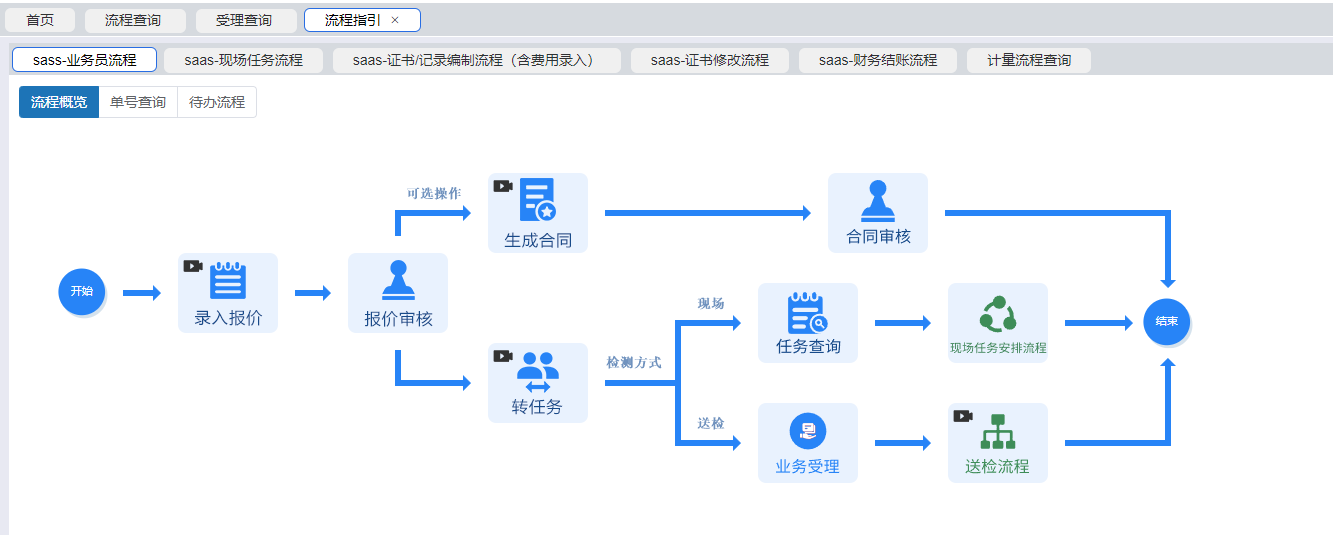 首页 流程查询 受理查询 流程指引 ×
sass-业务员流程 saas-现场任务流程 saas-证书/记录编制流程（含费用录入） saas-证书修改流程 saas-财务结账流程 计量流程查询
流程概览 单号查询 待办流程
可选操作
生成合同
合同审核
开始
录入报价
报价审核
现场
任务查询
现场任务安排流程
结束
检测方式
转任务
送检
业务受理
送检流程